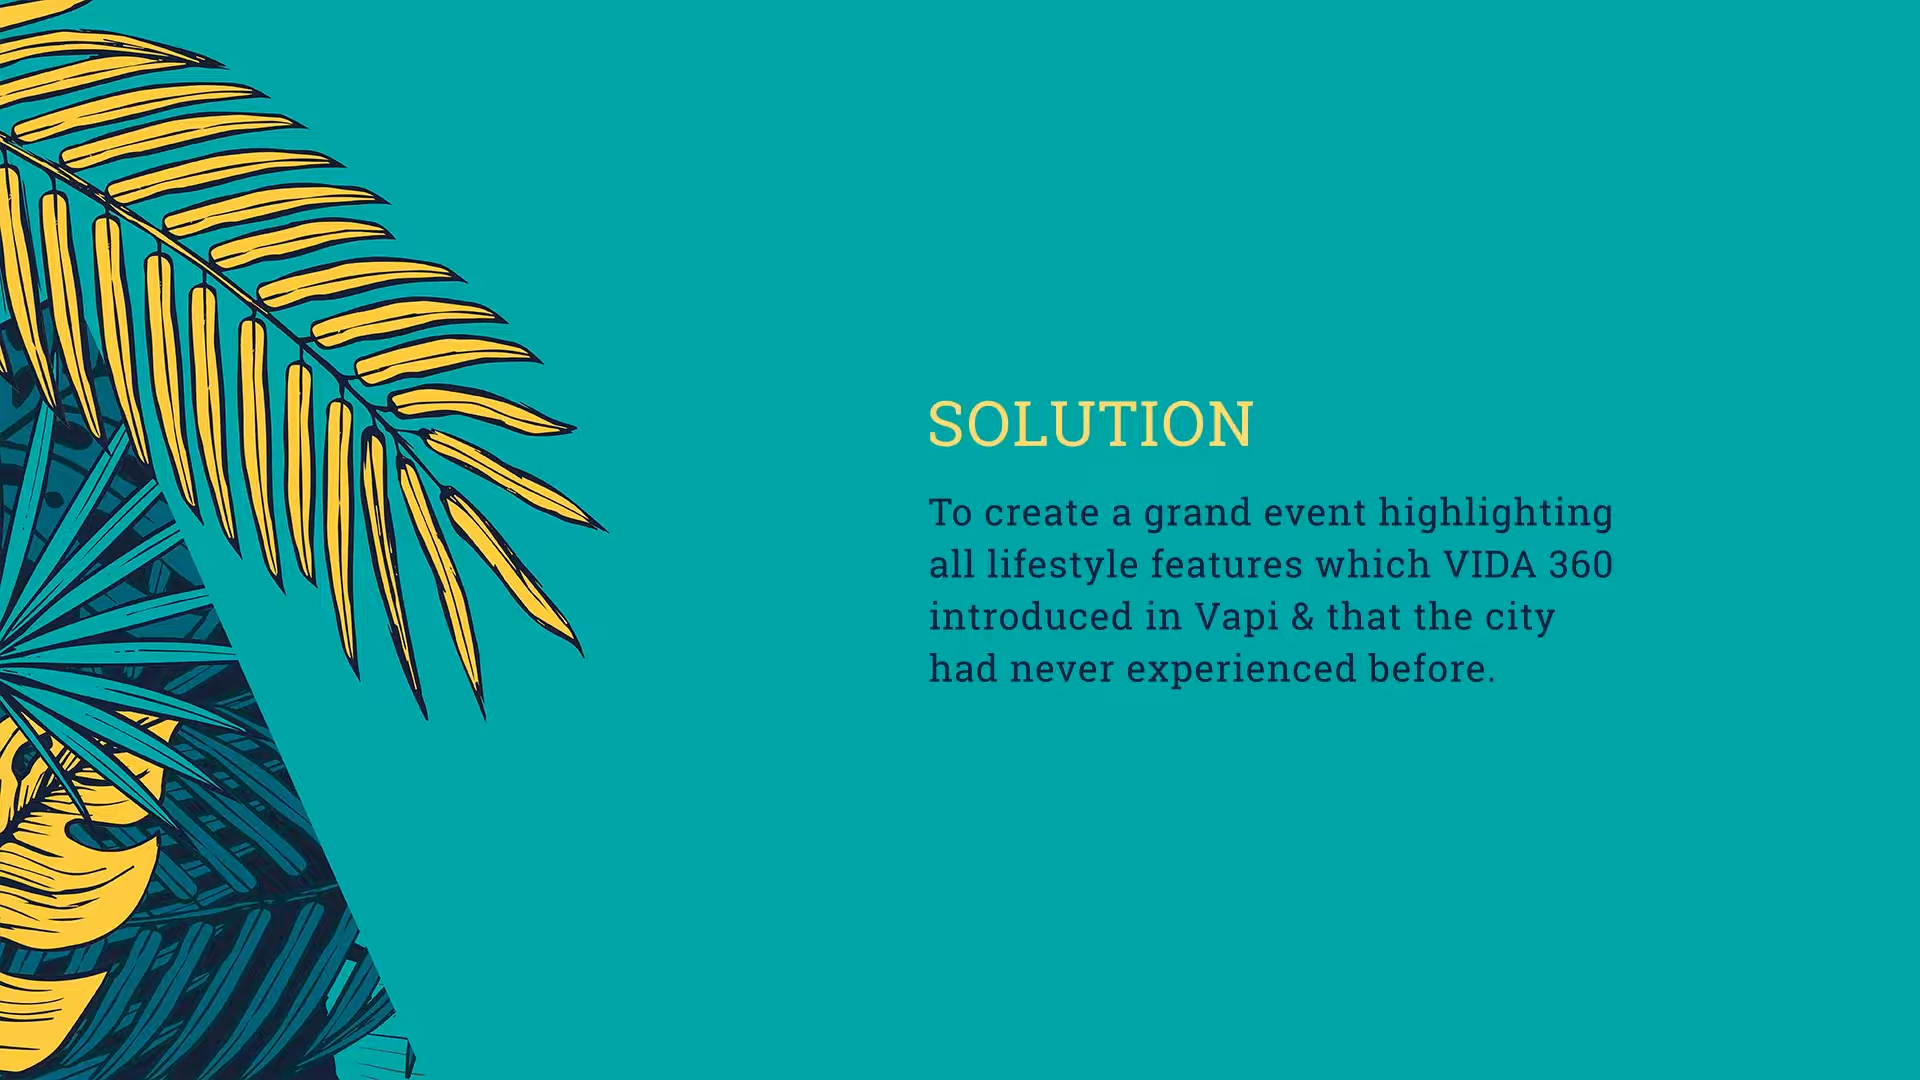 SOLUTION
To create a grand event highlighting
all lifestyle features which VIDA 360
introduced in Vapi & that the city
had never experienced before.